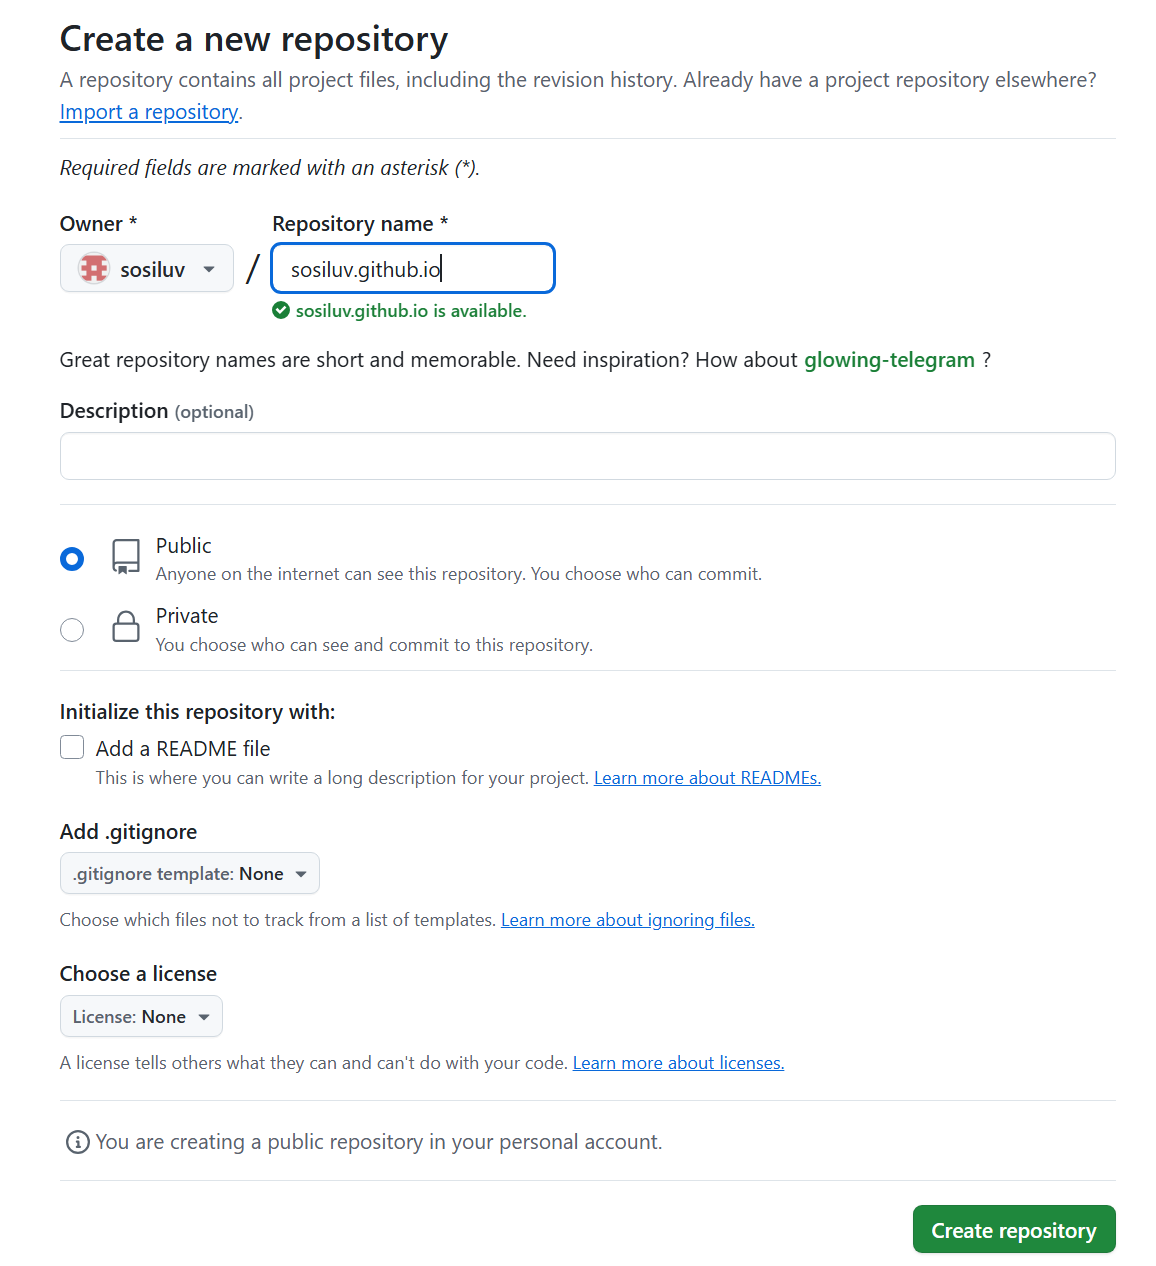 Create a new repository
A repository contains all project files, including the revision history. Already have a project repository elsewhere?
Import a repository.
Required fields are marked with an asterisk (*).
Owner * Repository name *
sosiluv / sosiluv.github.io
sosiluv.github.io is available.
Great repository names are short and memorable. Need inspiration? How about glowing-telegram ?
Description (optional)
Public
Anyone on the internet can see this repository. You choose who can commit.
Private
You choose who can see and commit to this repository.
Initialize this repository with:
Add a README file
This is where you can write a long description for your project. Learn more about READMEs.
Add .gitignore
.gitignore template: None
Choose which files not to track from a list of templates. Learn more about ignoring files.
Choose a license
License: None
A license tells others what they can and can't do with your code. Learn more about licenses.
You are creating a public repository in your personal account.
Create repository